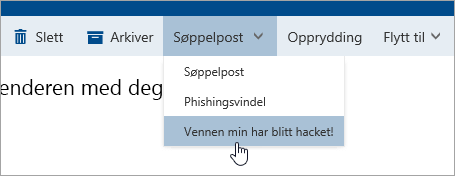 Slett Arkiver Søppelpost Opprydding Flytt til
Søppelpost
enderen med deg
Phishingsvindel
Vennen min har blitt hacket!